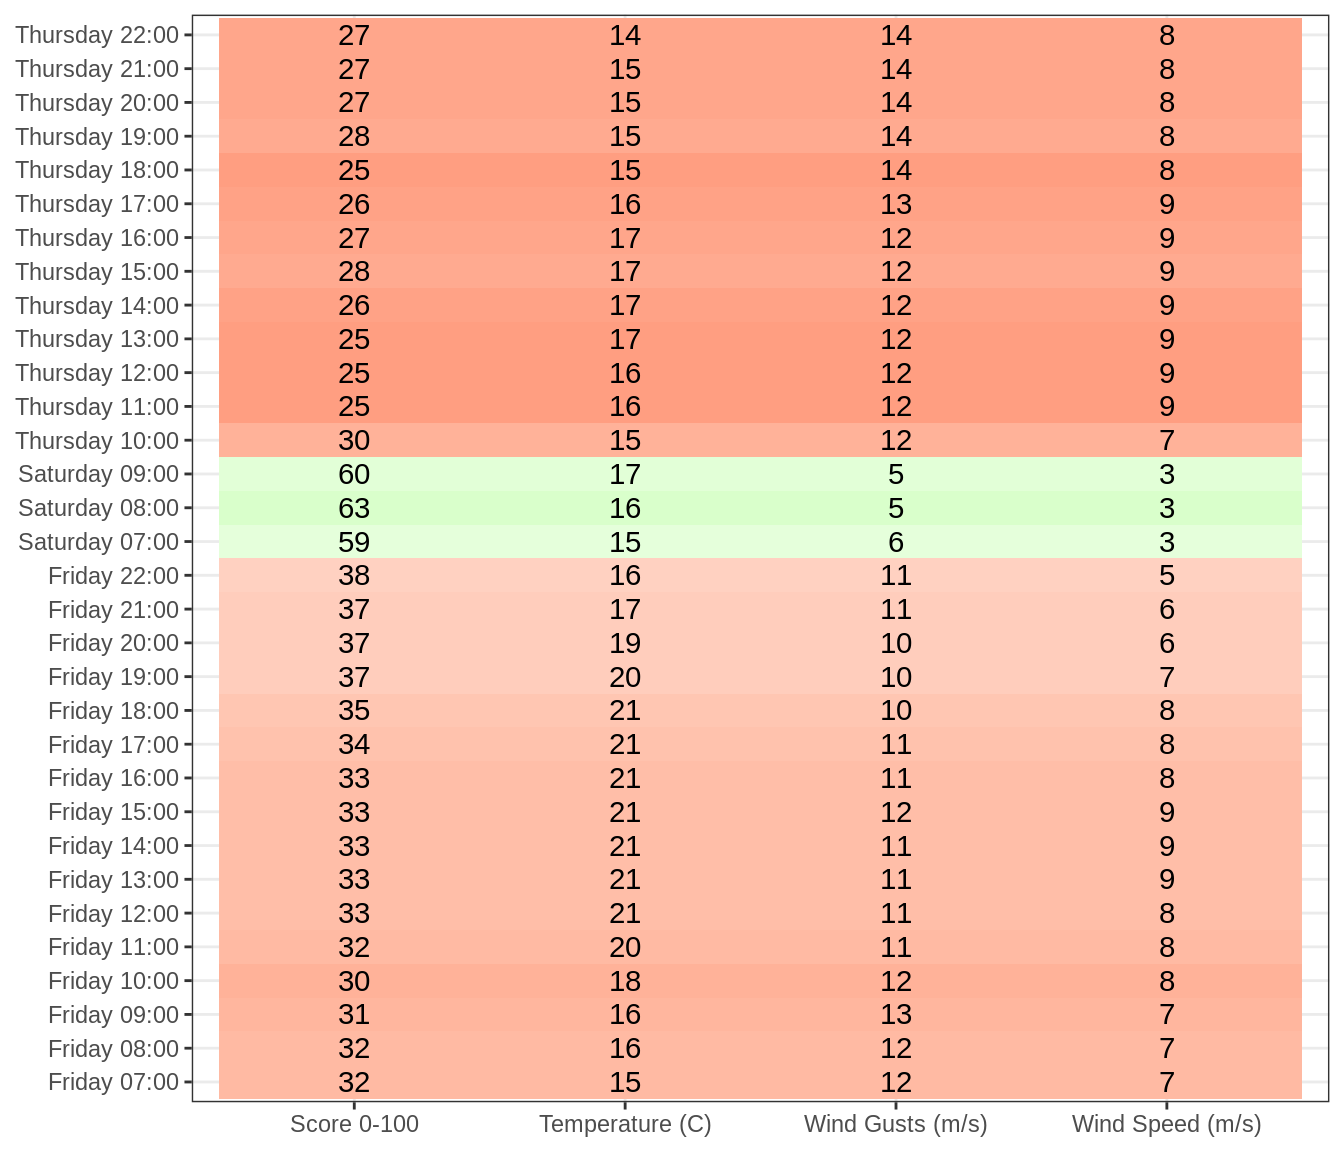 Thursday 22:00 27 14 14 8
Thursday 21:00 27 15 14 8
Thursday 20:00 27 15 14 8
Thursday 19:00 28 15 14 8
Thursday 18:00 25 15 14 8
Thursday 17:00 26 16 13 9
Thursday 16:00 27 17 12 9
Thursday 15:00 28 17 12 9
Thursday 14:00 26 17 12 9
Thursday 13:00 25 17 12 9
Thursday 12:00 25 16 12 9
Thursday 11:00 25 16 12 9
Thursday 10:00 30 15 12 7
Saturday 09:00 60 17 5 3
Saturday 08:00 63 16 5 3
Saturday 07:00 59 15 6 3
Friday 22:00 38 16 11 5
Friday 21:00 37 17 11 6
Friday 20:00 37 19 10 6
Friday 19:00 37 20 10 7
Friday 18:00 35 21 10 8
Friday 17:00 34 21 11 8
Friday 16:00 33 21 11 8
Friday 15:00 33 21 12 9
Friday 14:00 33 21 11 9
Friday 13:00 33 21 11 9
Friday 12:00 33 21 11 8
Friday 11:00 32 20 11 8
Friday 10:00 30 18 12 8
Friday 09:00 31 16 13 7
Friday 08:00 32 16 12 7
Friday 07:00 32 15 12 7
Score 0-100 Temperature (C) Wind Gusts (m/s) Wind Speed (m/s)